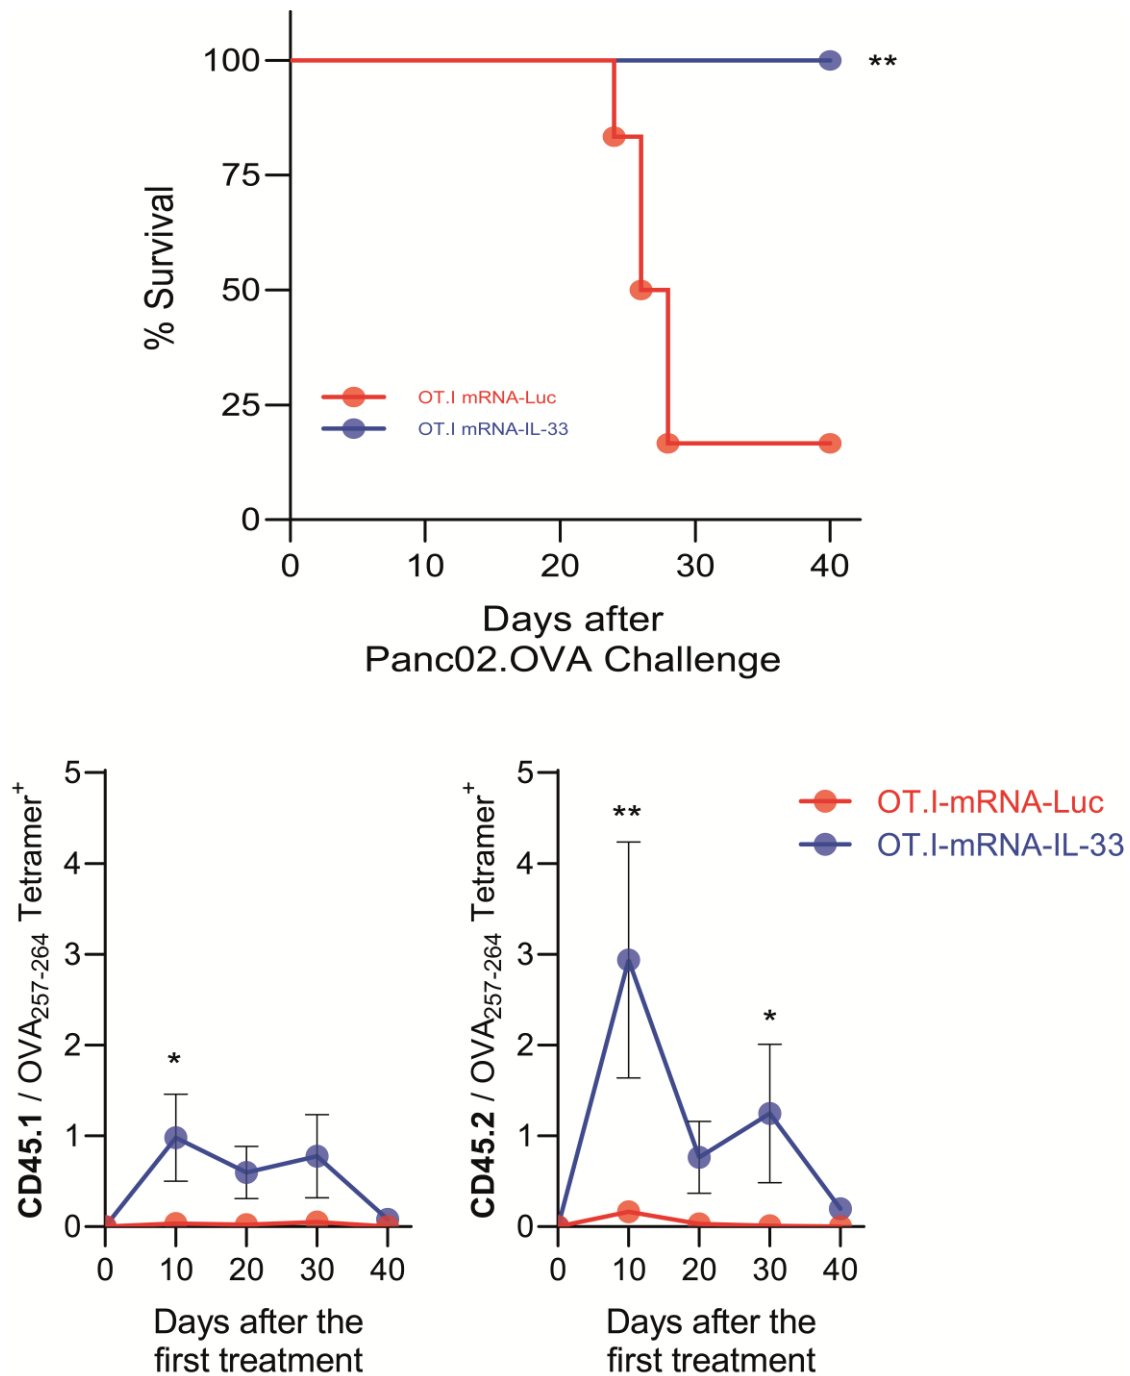 100
**
75
% Survival
50
OT.I mRNA-Luc
25
OT.I mRNA-IL-33
0
0 10 20 30 40
Days after
Panc02.OVA Challenge
CD45.1 / OVA257-264 Tetramer+
5
4
3
2
1
0
*
0 10 20 30 40
Days after the
first treatment
CD45.2 / OVA257-264 Tetramer+
5
4
3
2
1
0
**
*
0 10 20 30 40
Days after the
first treatment
OT.I-mRNA-Luc
OT.I-mRNA-IL-33